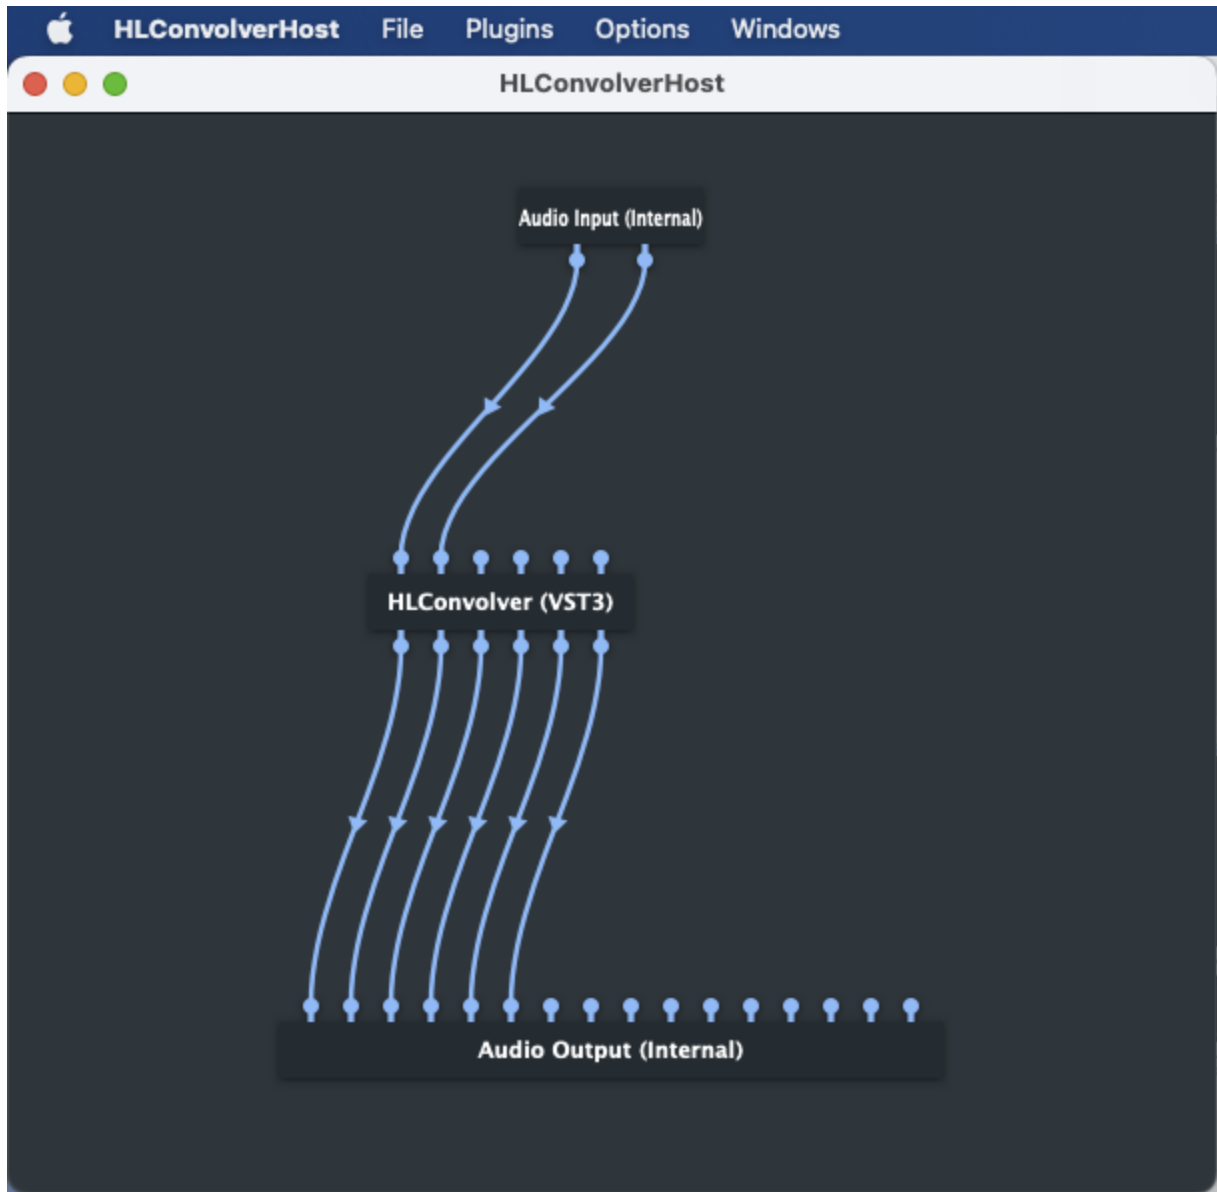 HLConvolverHost File Plugins Options Windows
HLConvolverHost
Audio Input (Internal)
HLConvolver (VST3)
Audio Output (Internal)